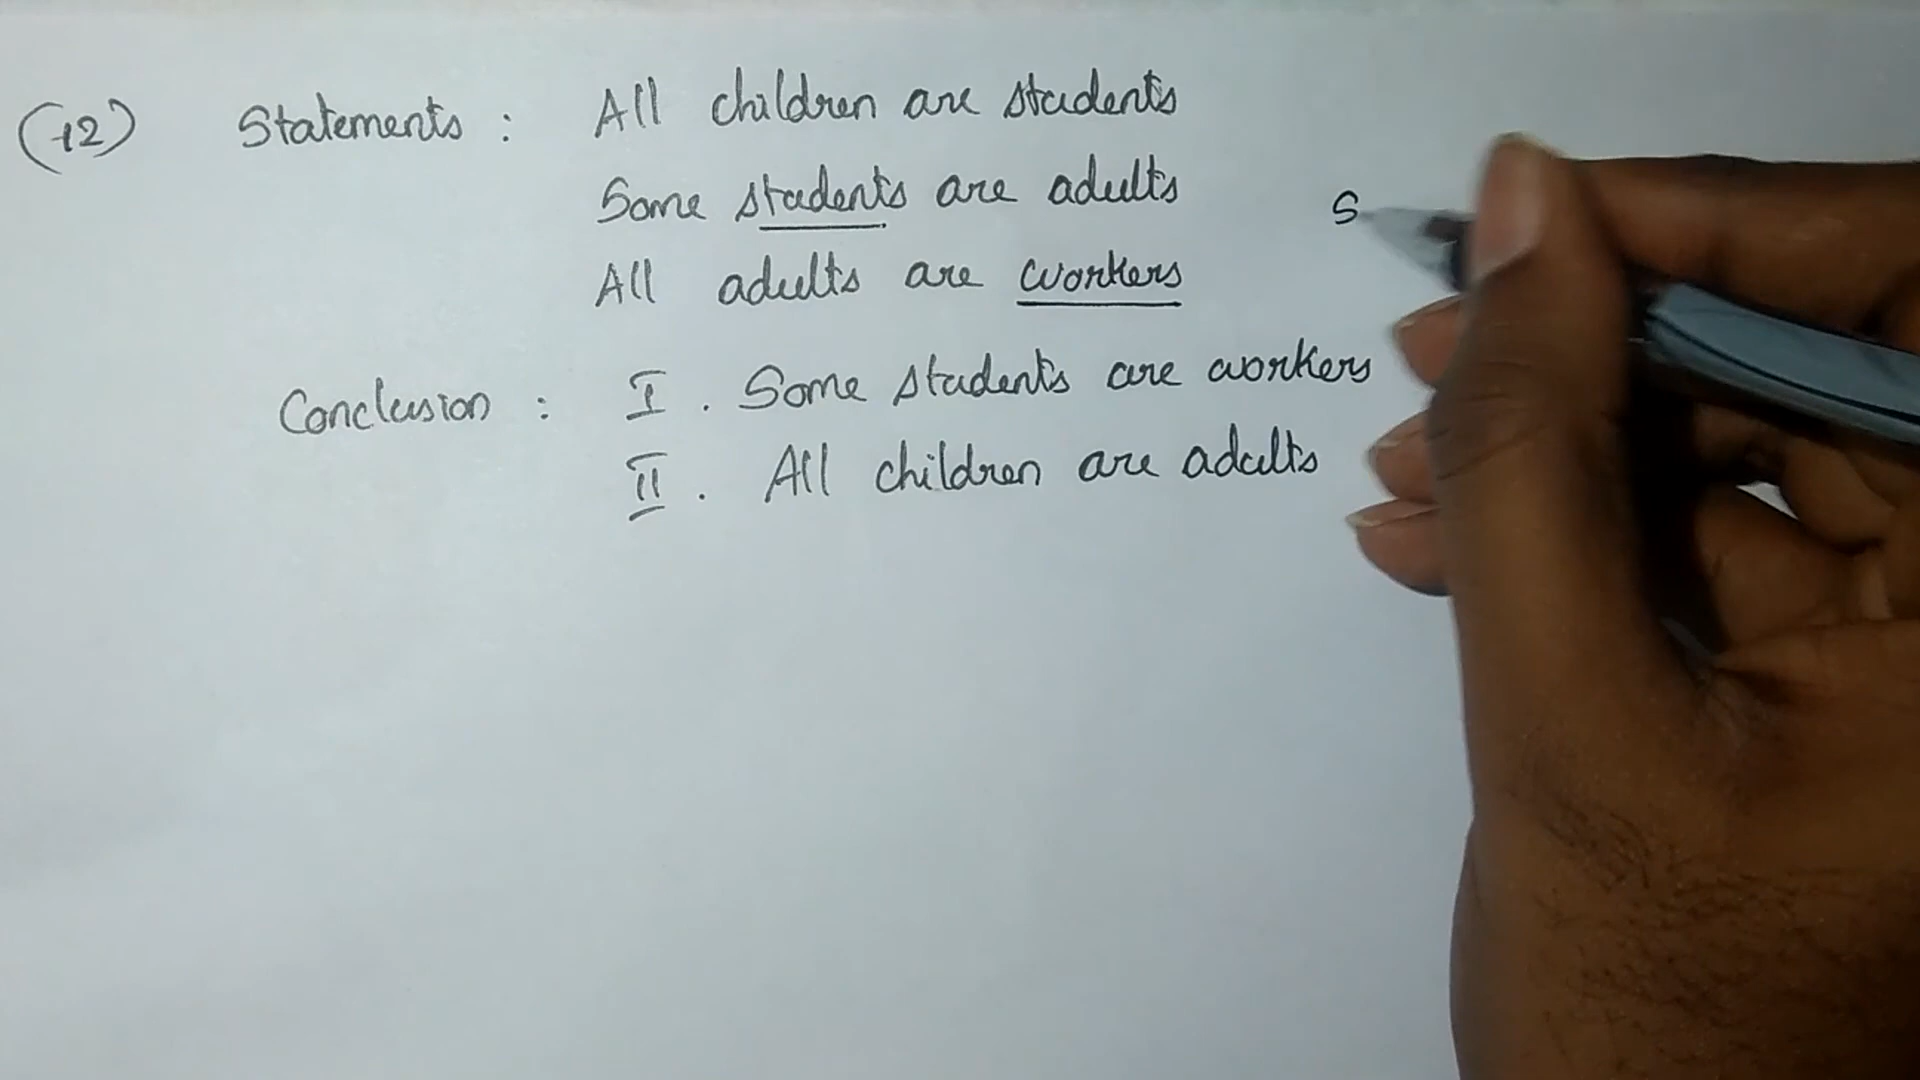 (12) Statements : All children are students
Some students are adults
All adults are workers
S
Conclusion : I . Some students are workers
II . All children are adults